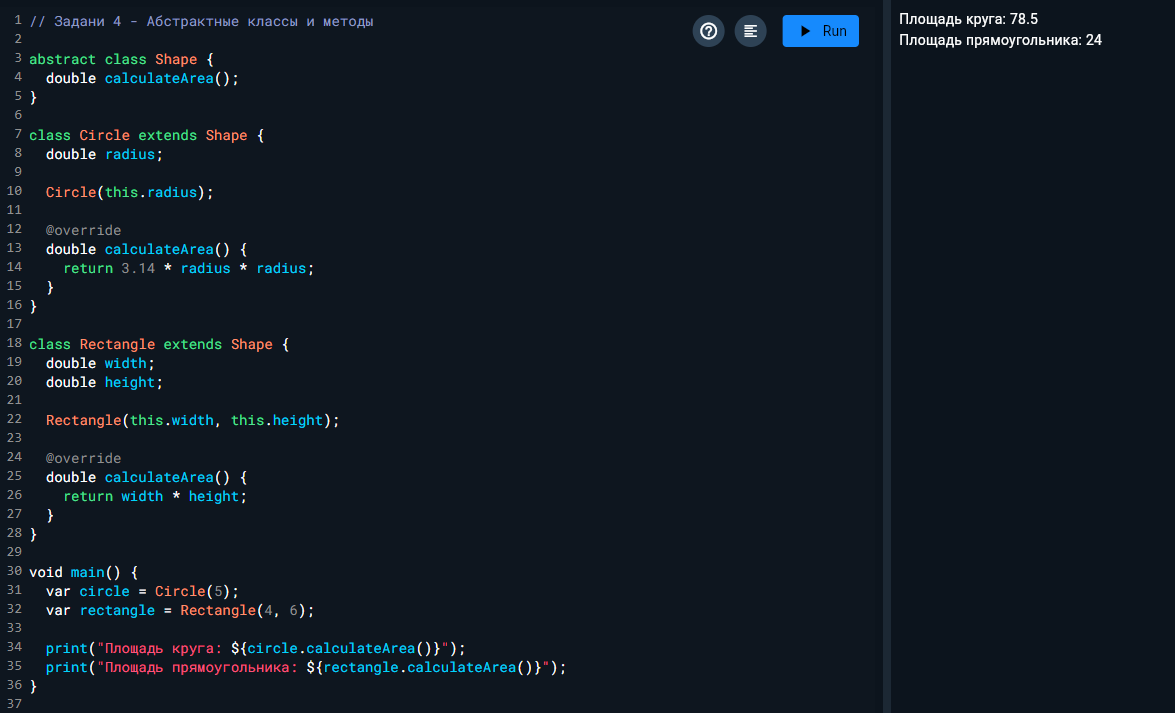 1 // Задани 4 - Абстрактные классы и методы
2
3 abstract class Shape {
4   double calculateArea();
5 }
6
7 class Circle extends Shape {
8   double radius;
9
10   Circle(this.radius);
11
12   @override
13   double calculateArea() {
14     return 3.14 * radius * radius;
15   }
16 }
17
18 class Rectangle extends Shape {
19   double width;
20   double height;
21
22   Rectangle(this.width, this.height);
23
24   @override
25   double calculateArea() {
26     return width * height;
27   }
28 }
29
30 void main() {
31   var circle = Circle(5);
32   var rectangle = Rectangle(4, 6);
33
34   print("Площадь круга: ${circle.calculateArea()}");
35   print("Площадь прямоугольника: ${rectangle.calculateArea()}");
36 }
37
Run
Площадь круга: 78.5
Площадь прямоугольника: 24